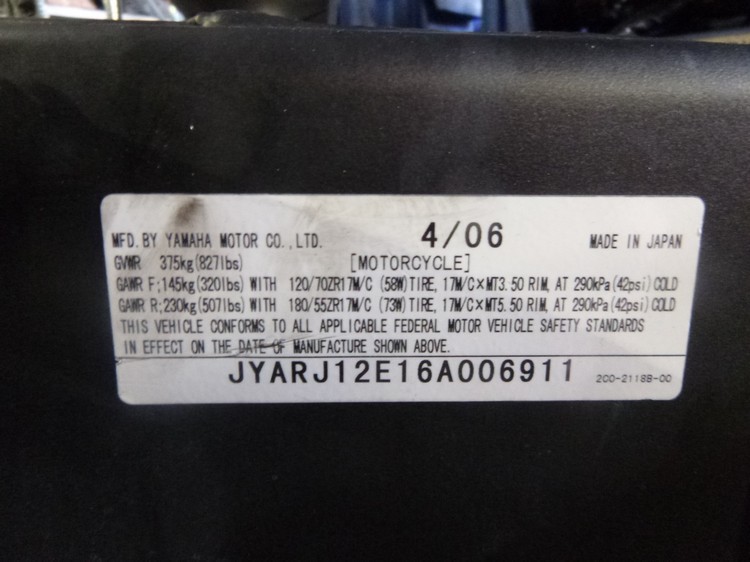 MFD. BY YAMAHA MOTOR CO., LTD. 4/06 MADE IN JAPAN
GVWR 375kg(827lbs) [MOTORCYCLE]
GAWR F;145kg(320lbs)WITH 120/70ZR17M/C (58W)TIRE, 17M/C×MT3.50 RIM, AT 290kPa(42psi)COLD
GAWR R;230kg(507lbs)WITH 180/55ZR17M/C (73W)TIRE, 17M/C×MT5.50 RIM, AT 290kPa(42psi)COLD
THIS VEHICLE CONFORMS TO ALL APPLICABLE FEDERAL MOTOR VEHICLE SAFETY STANDARDS
IN EFFECT ON THE DATE OF MANUFACTURE SHOWN ABOVE.
JYARJ12E16A006911 2C0-2118B-00